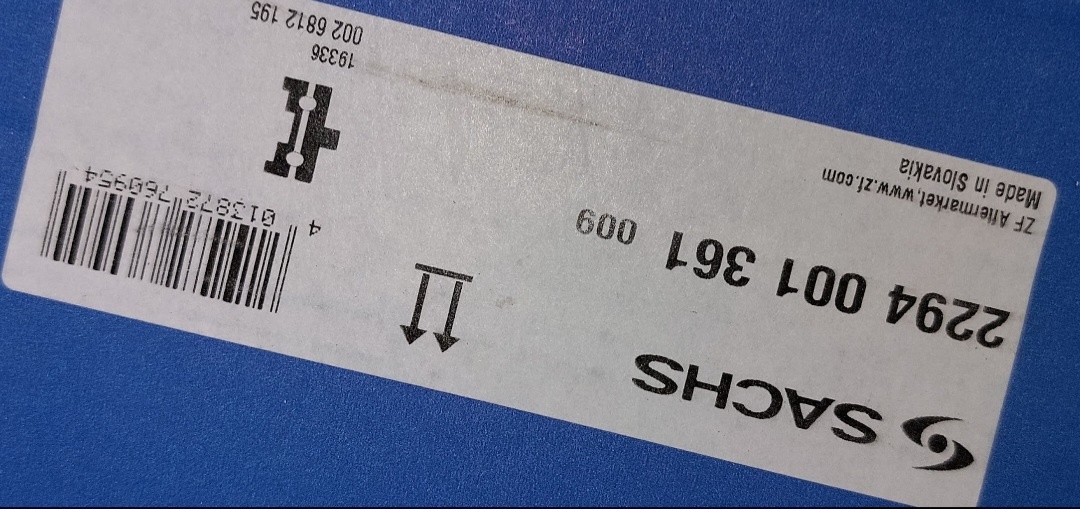 SACHS
2294 001 361 009
ZF Aftermarket, www.zf.com
Made in Slovakia
4 013872 760954
19336
002 6812 195